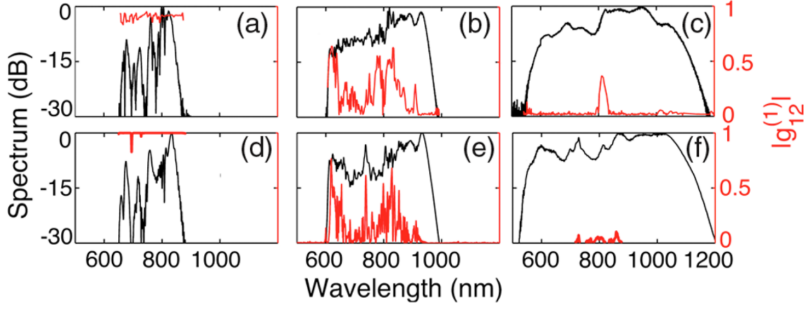 0 (a) (b) (c) 1
-15 0.5
-30 0
0 (d) (e) (f) 1
-15 0.5
-30 0
600 800 1000 600 800 1000 600 800 1000 1200
Wavelength (nm)
Spectrum (dB)
|g12(1)|